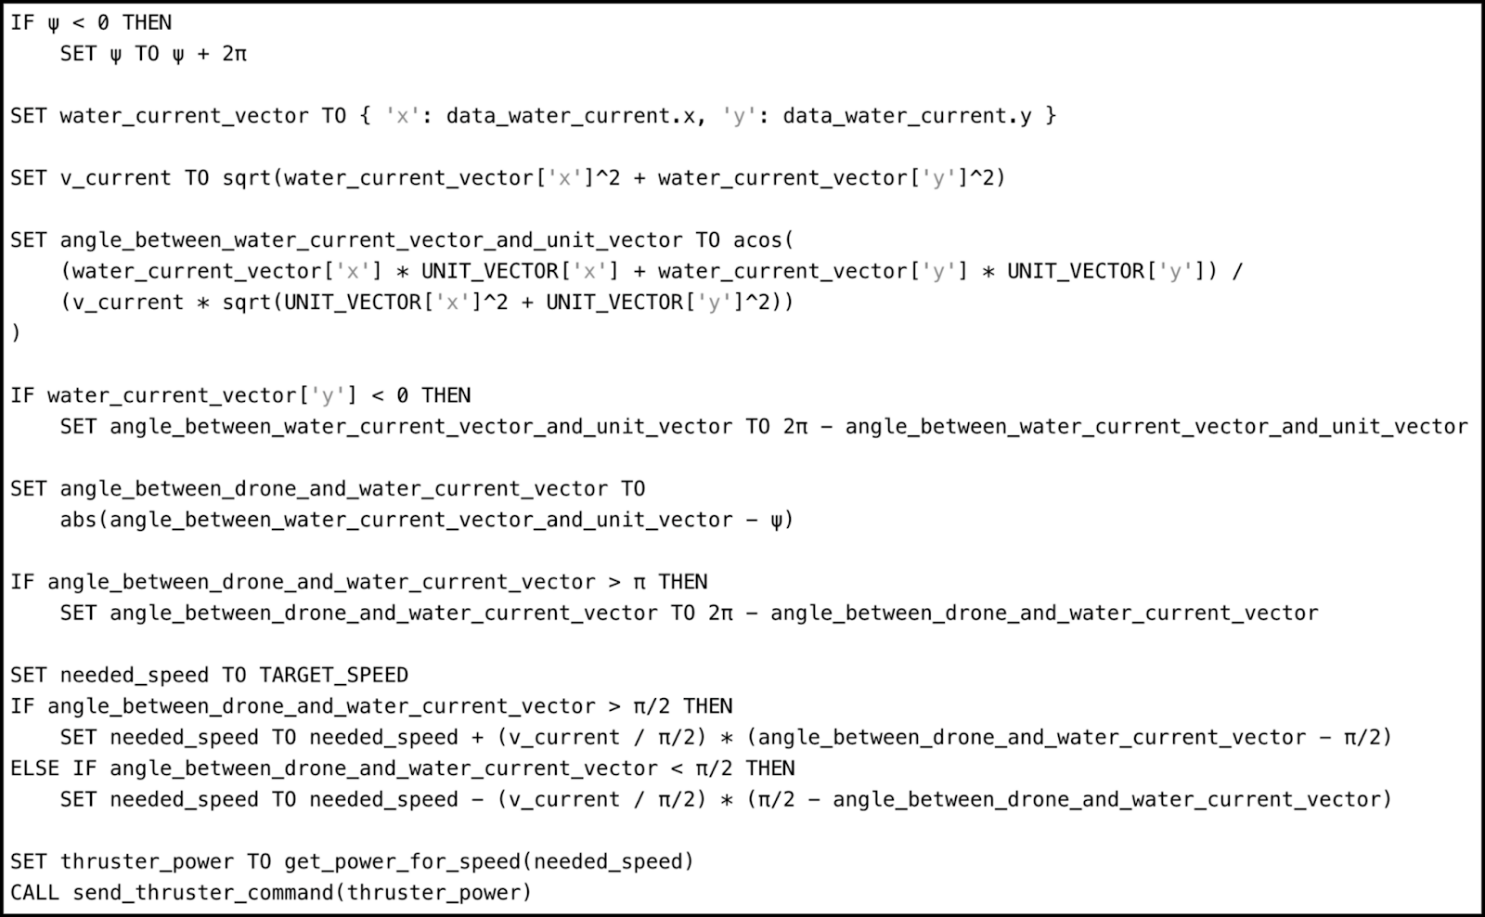 IF ψ < 0 THEN
SET ψ TO ψ + 2π
SET water_current_vector TO { 'x': data_water_current.x, 'y': data_water_current.y }
SET v_current TO sqrt(water_current_vector['x']^2 + water_current_vector['y']^2)
SET angle_between_water_current_vector_and_unit_vector TO acos(
(water_current_vector['x'] * UNIT_VECTOR['x'] + water_current_vector['y'] * UNIT_VECTOR['y']) /
(v_current * sqrt(UNIT_VECTOR['x']^2 + UNIT_VECTOR['y']^2))
)
IF water_current_vector['y'] < 0 THEN
SET angle_between_water_current_vector_and_unit_vector TO 2π − angle_between_water_current_vector_and_unit_vector
SET angle_between_drone_and_water_current_vector TO
abs(angle_between_water_current_vector_and_unit_vector − ψ)
IF angle_between_drone_and_water_current_vector > π THEN
SET angle_between_drone_and_water_current_vector TO 2π − angle_between_drone_and_water_current_vector
SET needed_speed TO TARGET_SPEED
IF angle_between_drone_and_water_current_vector > π/2 THEN
SET needed_speed TO needed_speed + (v_current / π/2) * (angle_between_drone_and_water_current_vector − π/2)
ELSE IF angle_between_drone_and_water_current_vector < π/2 THEN
SET needed_speed TO needed_speed − (v_current / π/2) * (π/2 − angle_between_drone_and_water_current_vector)
SET thruster_power TO get_power_for_speed(needed_speed)
CALL send_thruster_command(thruster_power)